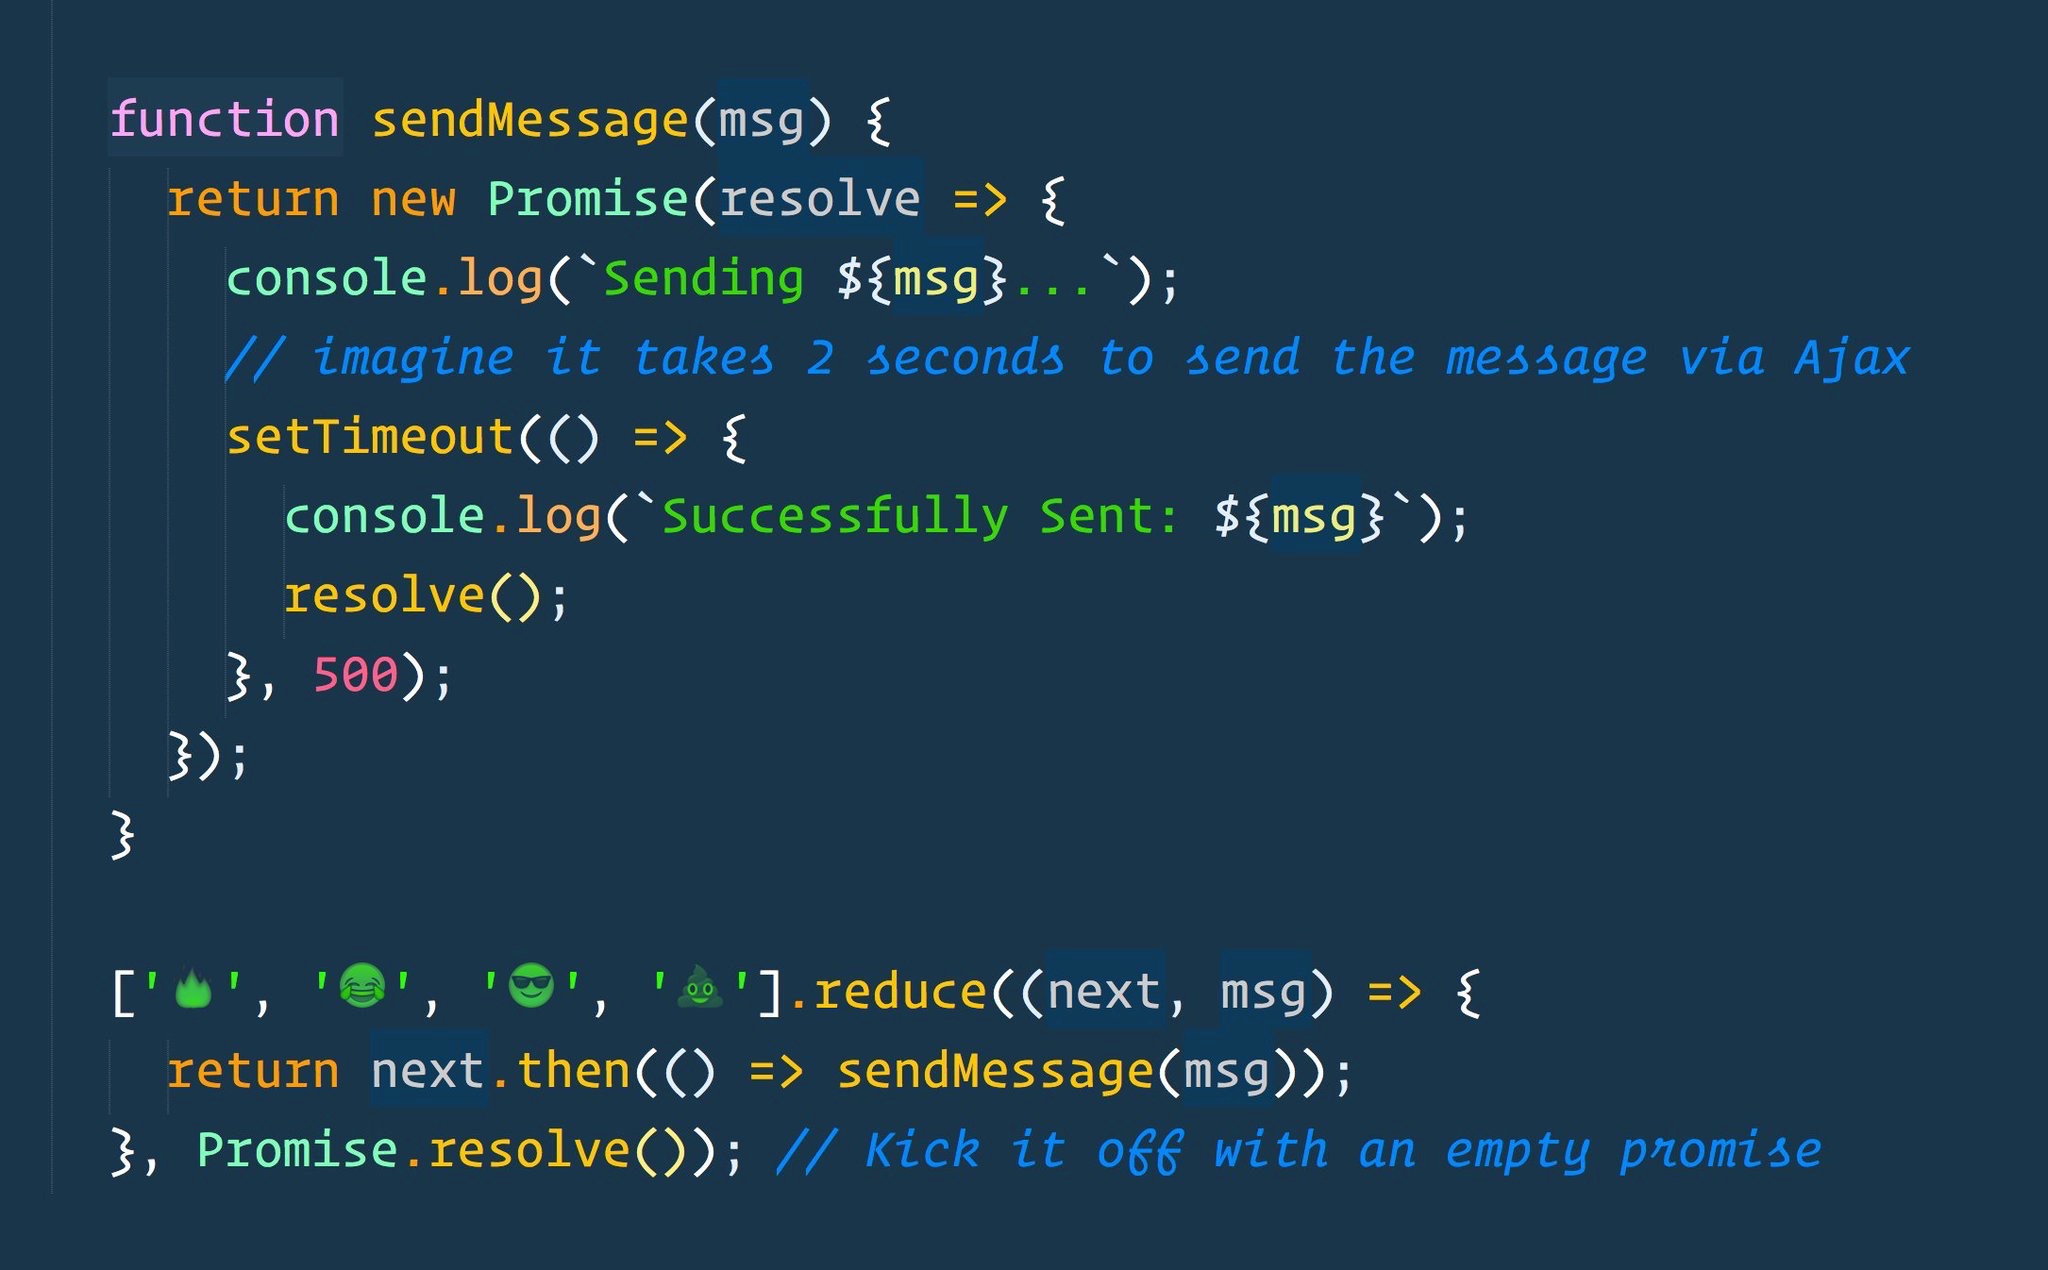 function sendMessage(msg) {
return new Promise(resolve => {
console.log(`Sending ${msg}...`);
// imagine it takes 2 seconds to send the message via Ajax
setTimeout(() => {
console.log(`Successfully Sent: ${msg}`);
resolve();
}, 500);
});
}
['🔥', '😂', '😎', '💩'].reduce((next, msg) => {
return next.then(() => sendMessage(msg));
}, Promise.resolve()); // Kick it off with an empty promise